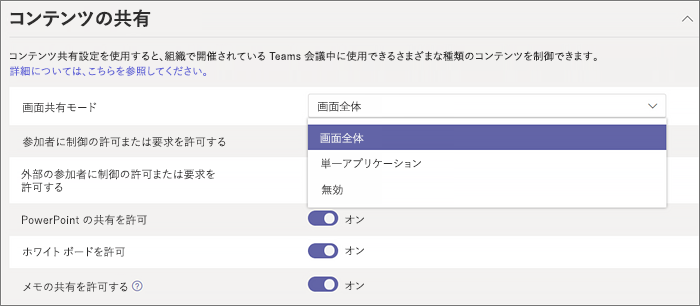 コンテンツの共有
コンテンツ共有設定を使用すると、組織で開催されている Teams 会議中に使用できるさまざまな種類のコンテンツを制御できます。
詳細については、こちらを参照してください。
画面共有モード
画面全体
画面全体
参加者に制御の許可または要求を許可する
単一アプリケーション
外部の参加者に制御の許可または要求を
許可する
無効
PowerPoint の共有を許可
オン
ホワイト ボードを許可
オン
メモの共有を許可する
オン